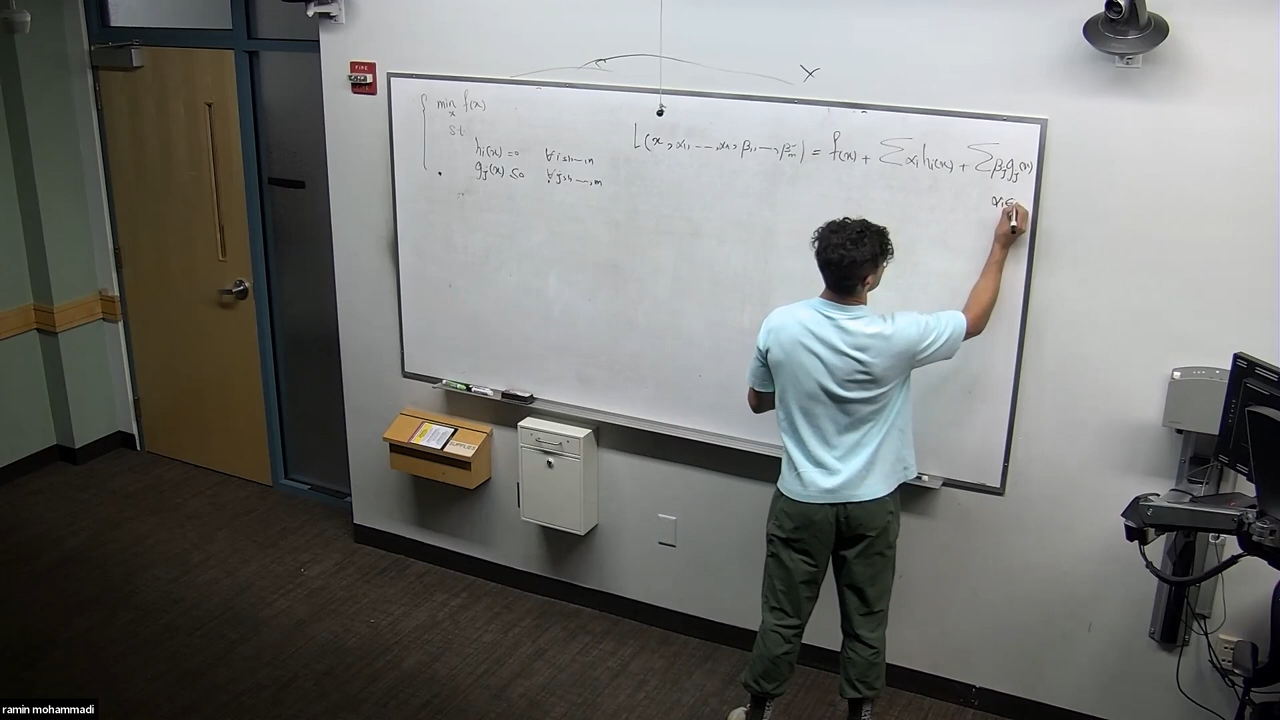 FIRE
min f(x)
x
s.t.
hᵢ(x) = 0 ∀ i=1, ..., n
gⱼ(x) ≤ 0 ∀ j=1, ..., m
L(x, α₁, ..., αₙ, β₁, ..., βₘ) = f(x) + ∑ αᵢ hᵢ(x) + ∑ βⱼ gⱼ(x)
αᵢ
SUPPLIES
ramin mohammadi